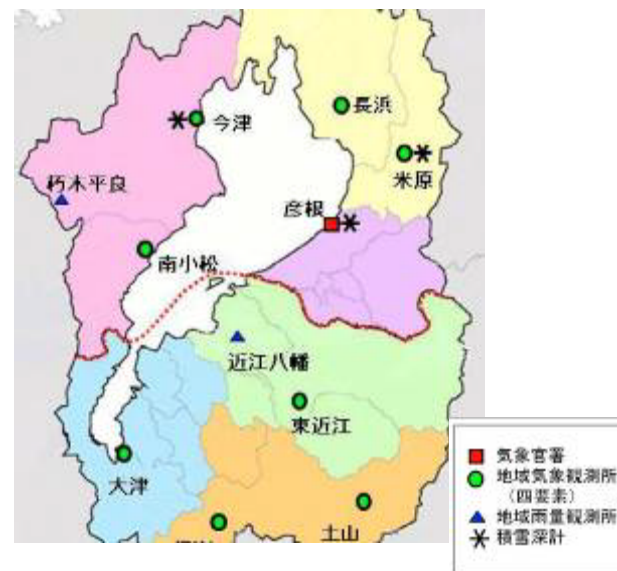 長浜
今津
米原
朽木平良
彦根
南小松
近江八幡
東近江
大津
土山
気象官署
地域気象観測所
(四要素)
地域雨量観測所
積雪深計